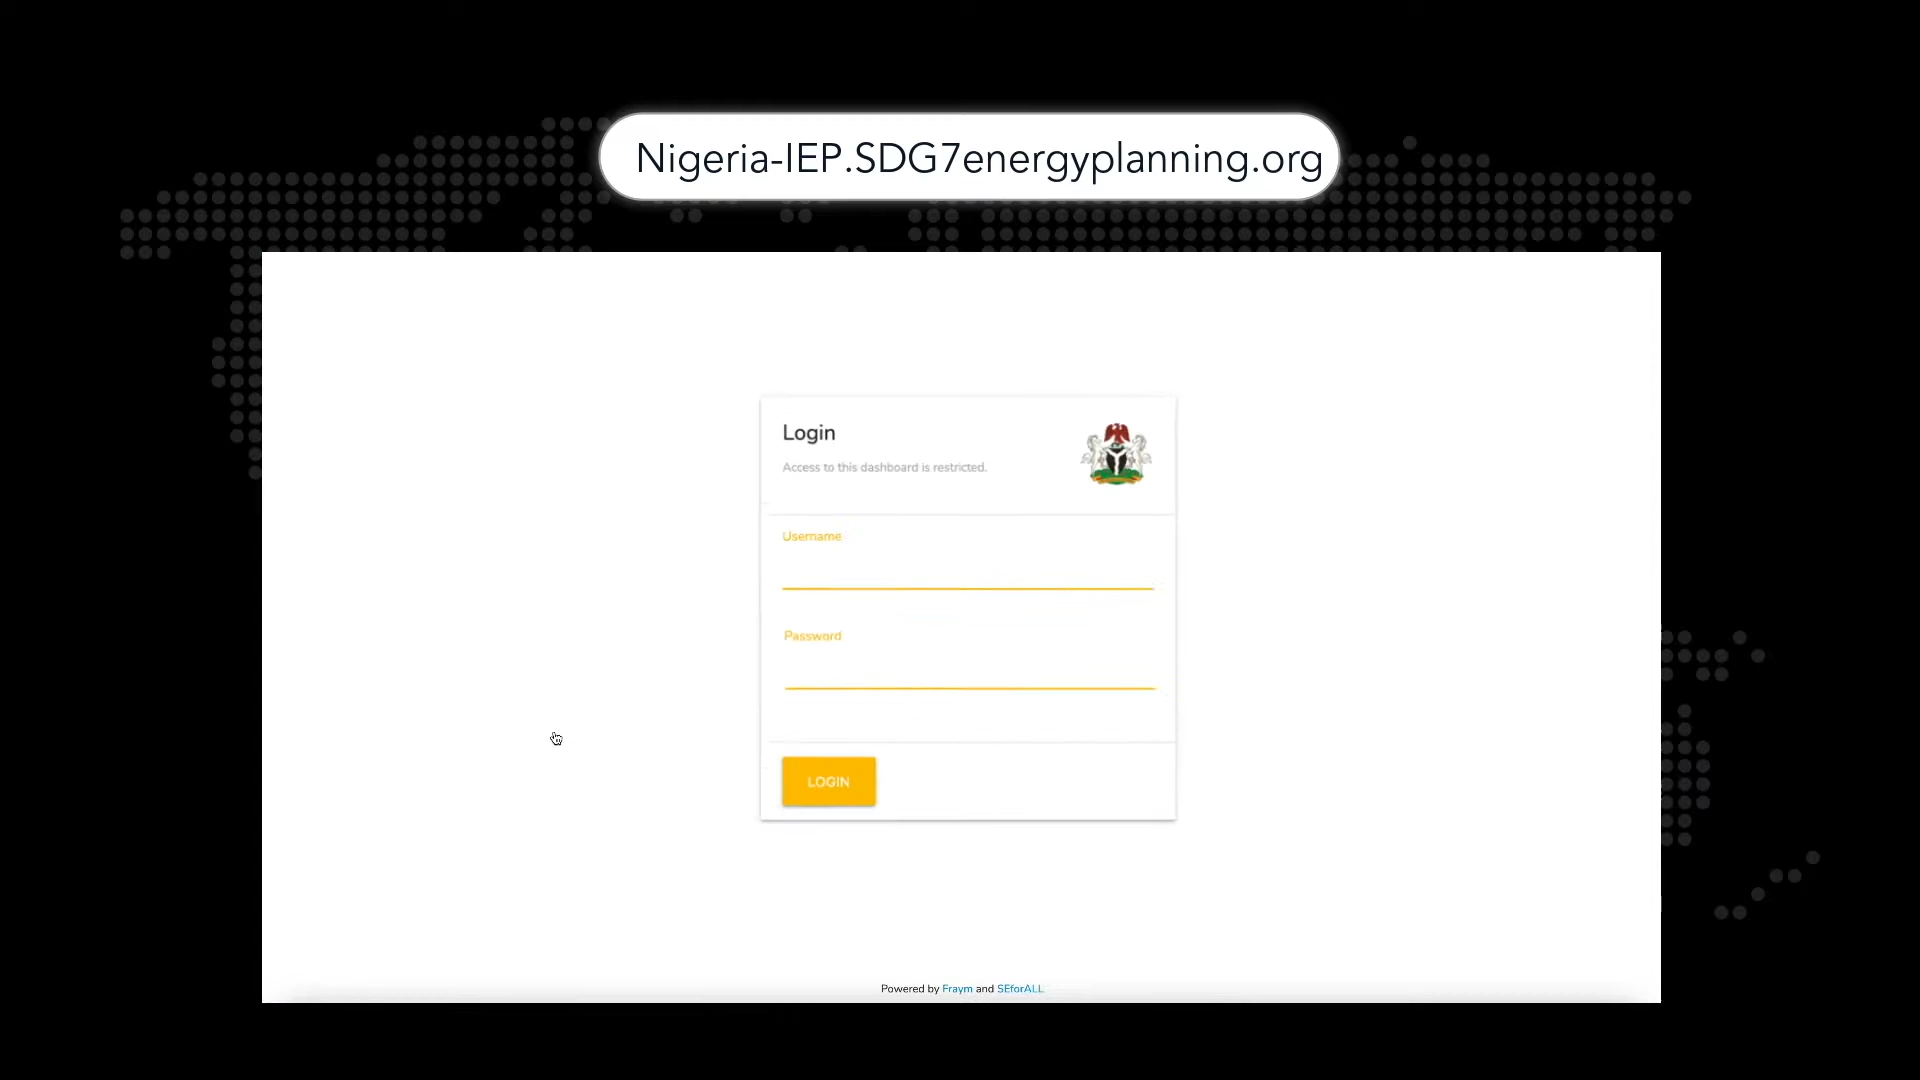 Nigeria-IEP.SDG7energyplanning.org
Login
Access to this dashboard is restricted.
Username
Password
LOGIN
Powered by Fraym and SEforALL